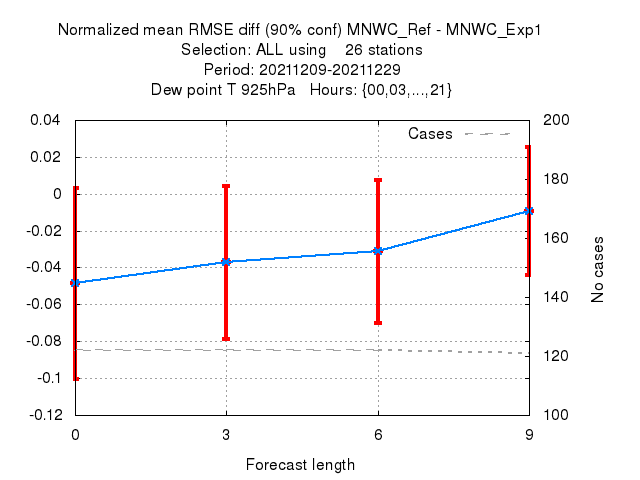 Normalized mean RMSE diff (90% conf) MNWC_Ref - MNWC_Exp1
Selection: ALL using 26 stations
Period: 20211209-20211229
Dew point T 925hPa Hours: {00,03,...,21}
0.04
0.02
0
-0.02
-0.04
-0.06
-0.08
-0.1
-0.12
Cases
200
180
160
140
120
100
No cases
0 3 6 9
Forecast length